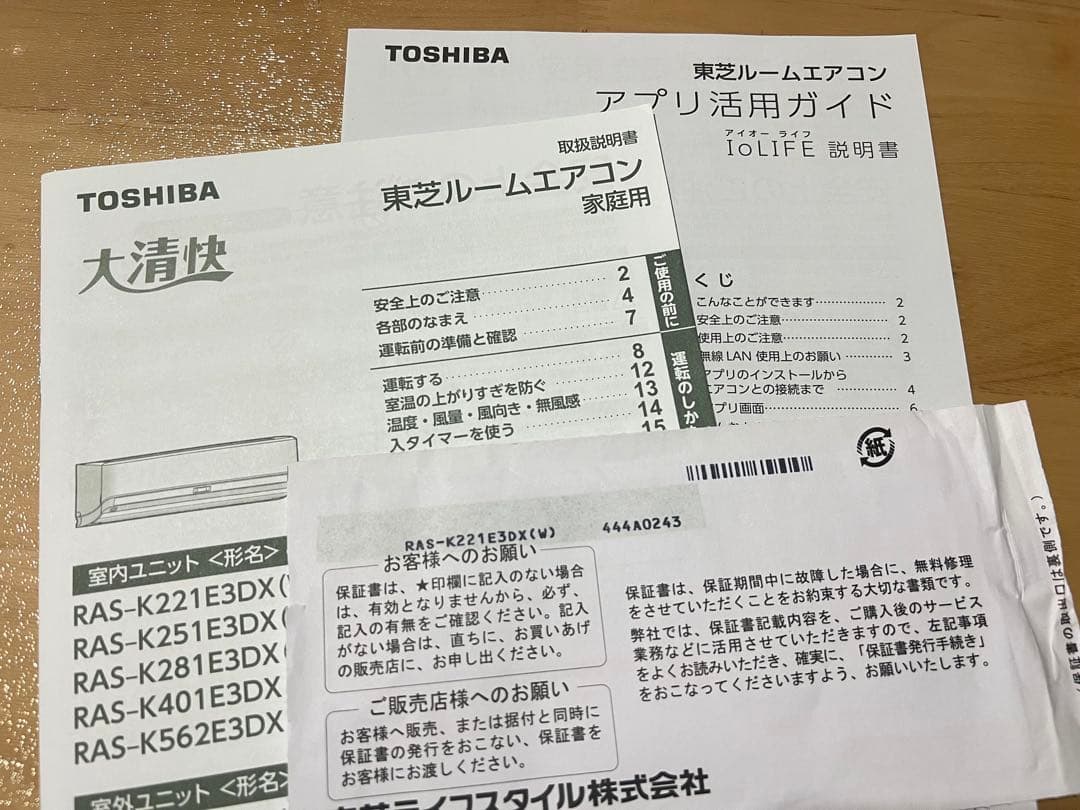 TOSHIBA
東芝ルームエアコン
アプリ活用ガイド
アイオー ライフ
IoLIFE 説明書
くじ
こんなことができます 2
安全上のご注意 2
使用上のご注意 2
無線LAN 使用上のお願い 3
アプリのインストールから
エアコンとの接続まで 4
プリ画面 6
TOSHIBA
大清快
取扱説明書
東芝ルームエアコン
家庭用
安全上のご注意 2
各部のなまえ 4
運転前の準備と確認 7
ご使用の前に
運転する 8
室温の上がりすぎを防ぐ 12
温度・風量・風向き・無風感 13
入タイマーを使う 14
15
運転のしか
室内ユニット <形名>
RAS-K221E3DX(
RAS-K251E3DX(
RAS-K281E3DX(
RAS-K401E3DX
RAS-K562E3DX
室外ユニット <形名>
紙
RAS-K221E3DX(W) 444A0243
お客様へのお願い
保証書は、★印欄に記入のない場合
は、有効となりませんから、必ず、
記入の有無をご確認ください。記入
がない場合は、直ちに、お買いあげ
の販売店に、お申し出ください。
ご販売店様へのお願い
お客様へ販売、または据付と同時に
保証書の発行をおこない、保証書を
お客様にお渡しください。
保証書は、保証期間中に故障した場合に、無料修理
をさせていただくことをお約束する大切な書類です。
弊社では、保証書記載内容を、ご購入後のサービス
業務などに活用させていただきますので、左記事項
をよくお読みいただき、確実に、「保証書発行手続き」
をおこなってくださいますよう、お願いいたします。
東芝ライフスタイル株式会社
は裏側です。)